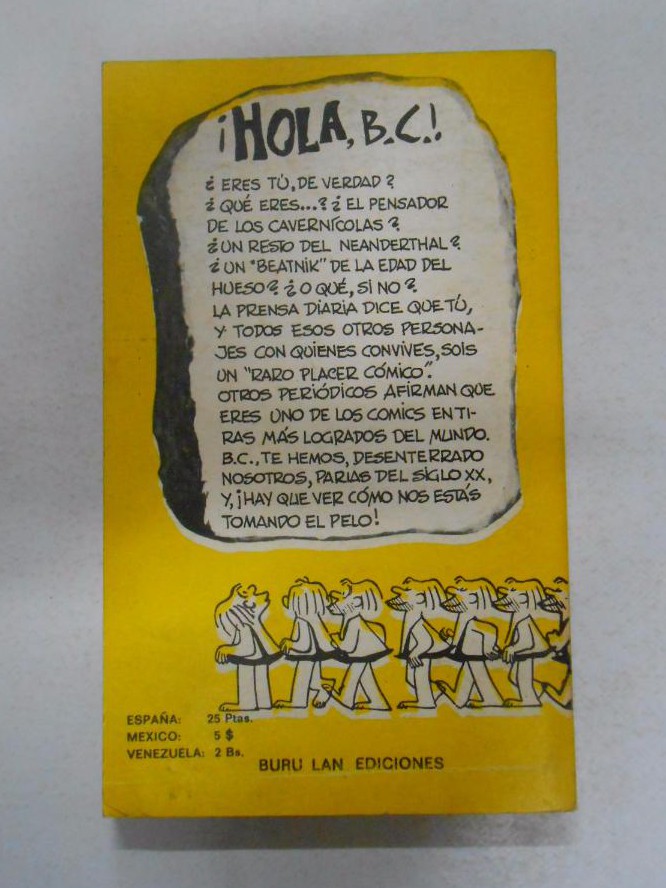 ¡HOLA, B.C.!
¿ERES TÚ, DE VERDAD?
¿QUÉ ERES...? ¿EL PENSADOR
DE LOS CAVERNÍCOLAS?
¿UN RESTO DEL NEANDERTHAL?
¿UN "BEATNIK" DE LA EDAD DEL
HUESO? ¿O QUÉ, SI NO?
LA PRENSA DIARIA DICE QUE TÚ,
Y TODOS ESOS OTROS PERSONA-
JES CON QUIENES CONVIVES, SOIS
UN "RARO PLACER CÓMICO".
OTROS PERIÓDICOS AFIRMAN QUE
ERES UNO DE LOS COMICS EN TI-
RAS MÁS LOGRADOS DEL MUNDO.
B.C., TE HEMOS, DESENTERRADO
NOSOTROS, PARIAS DEL SIGLO XX,
Y, ¡HAY QUE VER CÓMO NOS ESTÁS
TOMANDO EL PELO!
ESPAÑA: 25 Ptas.
MEXICO: 5 $
VENEZUELA: 2 Bs.
BURU LAN EDICIONES